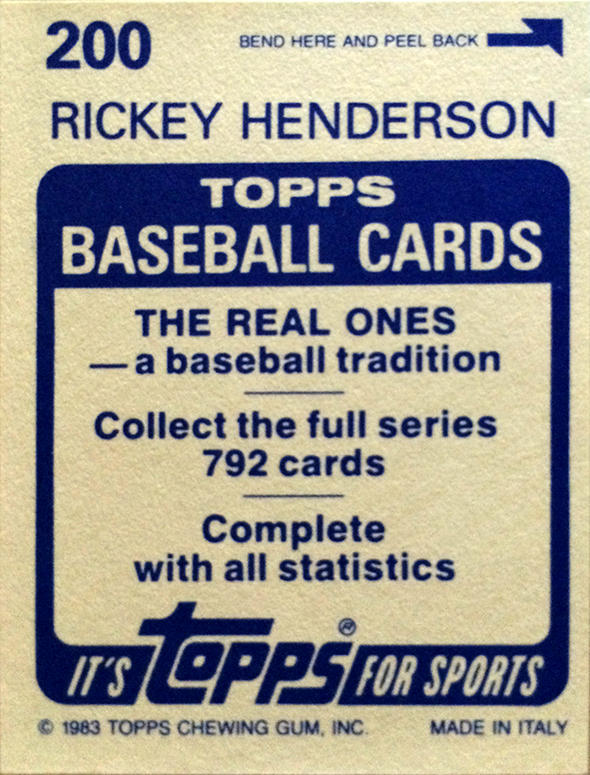 200
BEND HERE AND PEEL BACK
RICKEY HENDERSON
TOPPS
BASEBALL CARDS
THE REAL ONES
—a baseball tradition
Collect the full series
792 cards
Complete
with all statistics
IT'S topps® FOR SPORTS
© 1983 TOPPS CHEWING GUM, INC. MADE IN ITALY